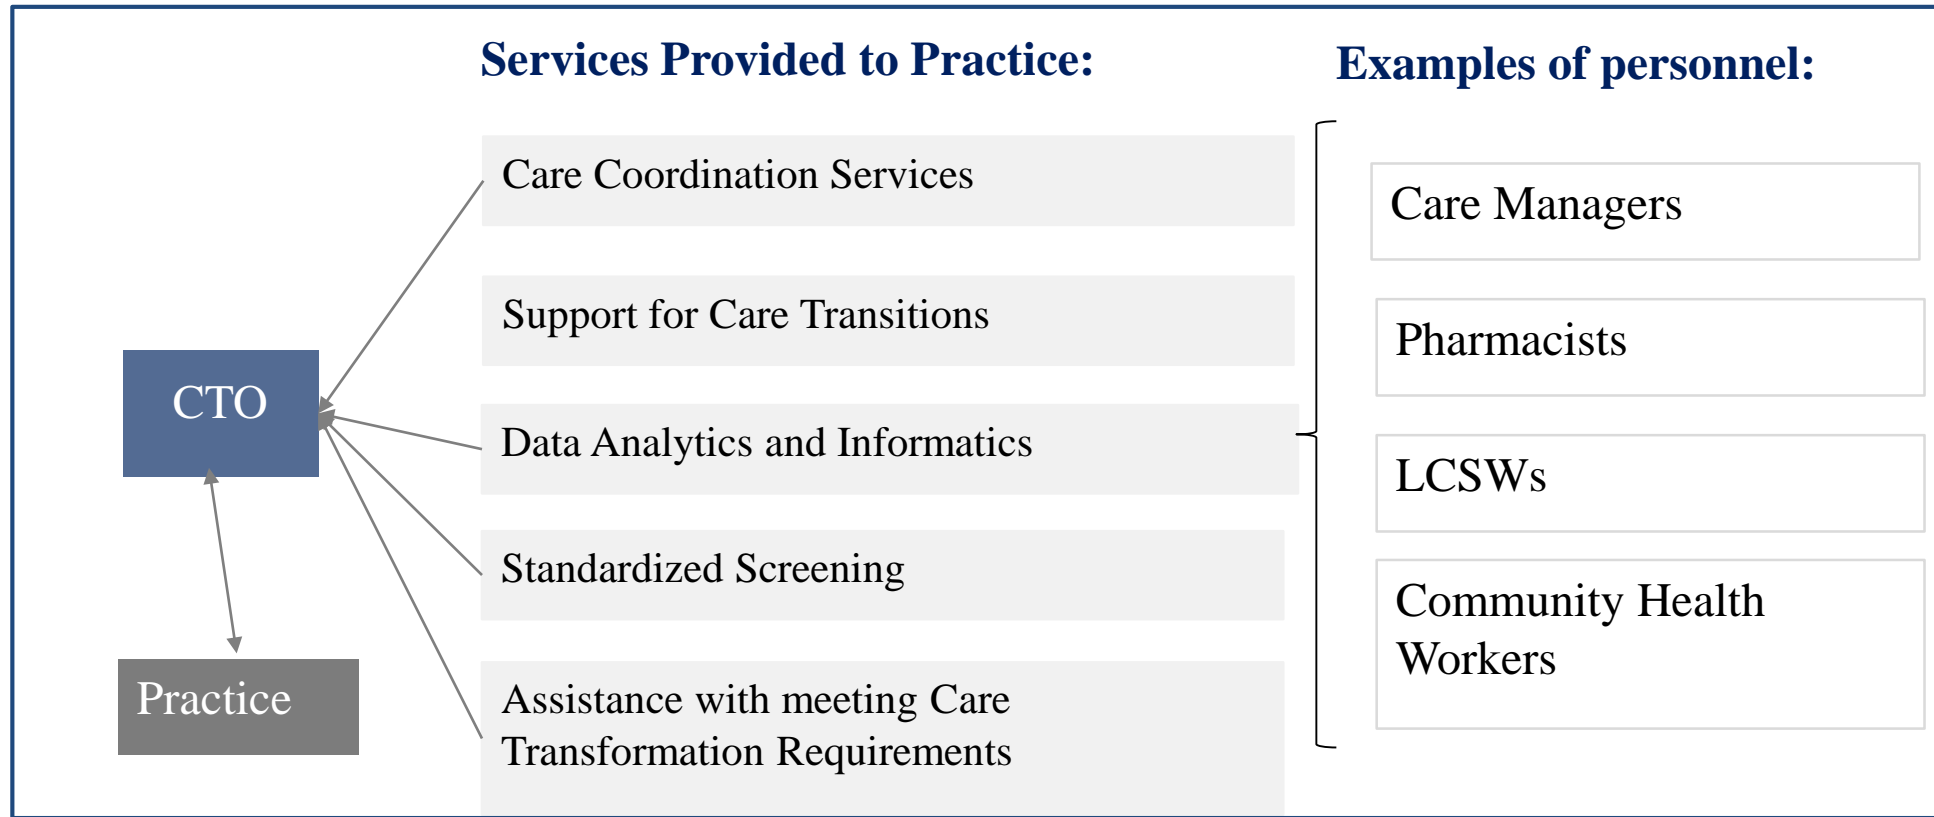 Services Provided to Practice:
Examples of personnel:
Care Coordination Services
Support for Care Transitions
Data Analytics and Informatics
Standardized Screening
Assistance with meeting Care
Transformation Requirements
Care Managers
Pharmacists
LCSWs
Community Health
Workers
CTO
Practice